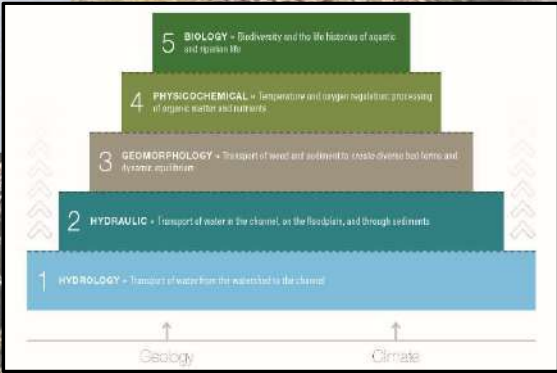 5 BIOLOGY » Biodiversity and the life histories of aquatic
and riparian life
4 PHYSICOCHEMICAL » Temperature and oxygen regulation; processing
of organic matter and nutrients
3 GEOMORPHOLOGY » Transport of wood and sediment to create diverse bed forms and
dynamic equilibrium
2 HYDRAULIC » Transport of water in the channel, on the floodplain, and through sediments
1 HYDROLOGY » Transport of water from the watershed to the channel
Geology Climate